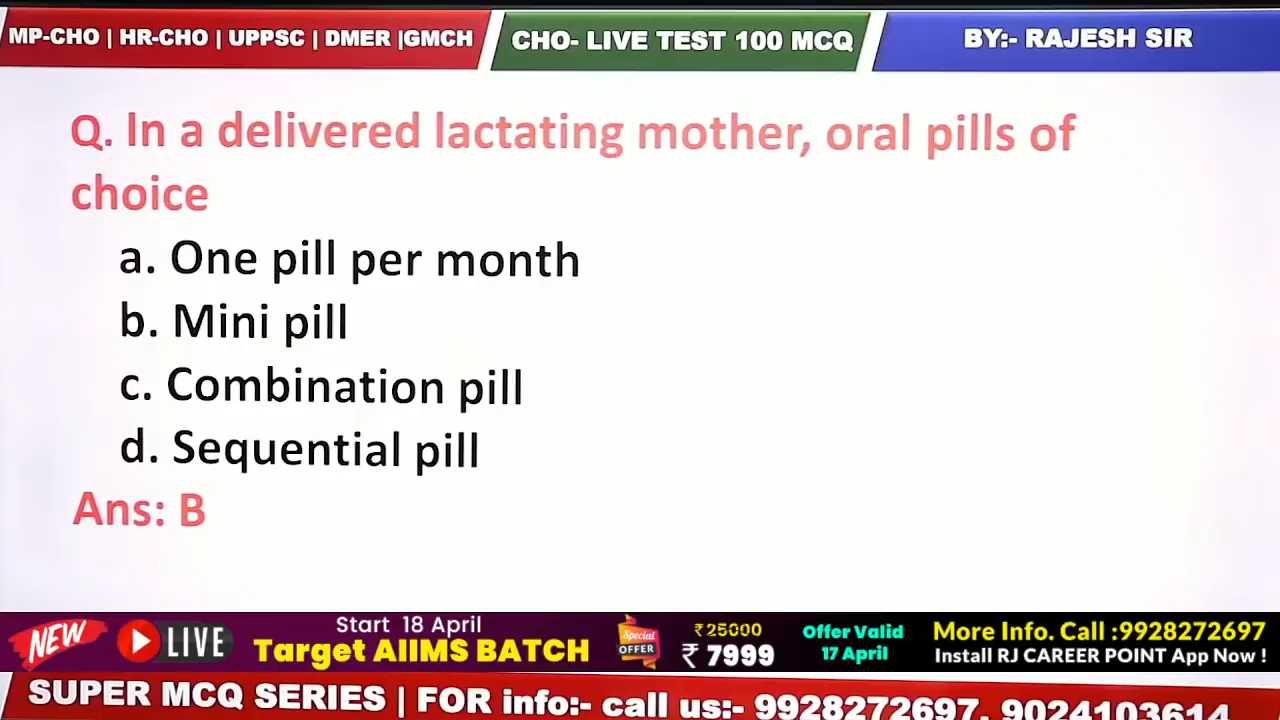 MP-CHO | HR-CHO | UPPSC | DMER |GMCH
CHO- LIVE TEST 100 MCQ
BY:- RAJESH SIR
Q. In a delivered lactating mother, oral pills of
choice
a. One pill per month
b. Mini pill
c. Combination pill
d. Sequential pill
Ans: B
NEW
LIVE
Start 18 April
Target AIIMS BATCH
Special
OFFER
₹25000
₹ 7999
Offer Valid
17 April
More Info. Call :9928272697
Install RJ CAREER POINT App Now !
SUPER MCQ SERIES | FOR info:- call us:- 9928272697, 9024103614